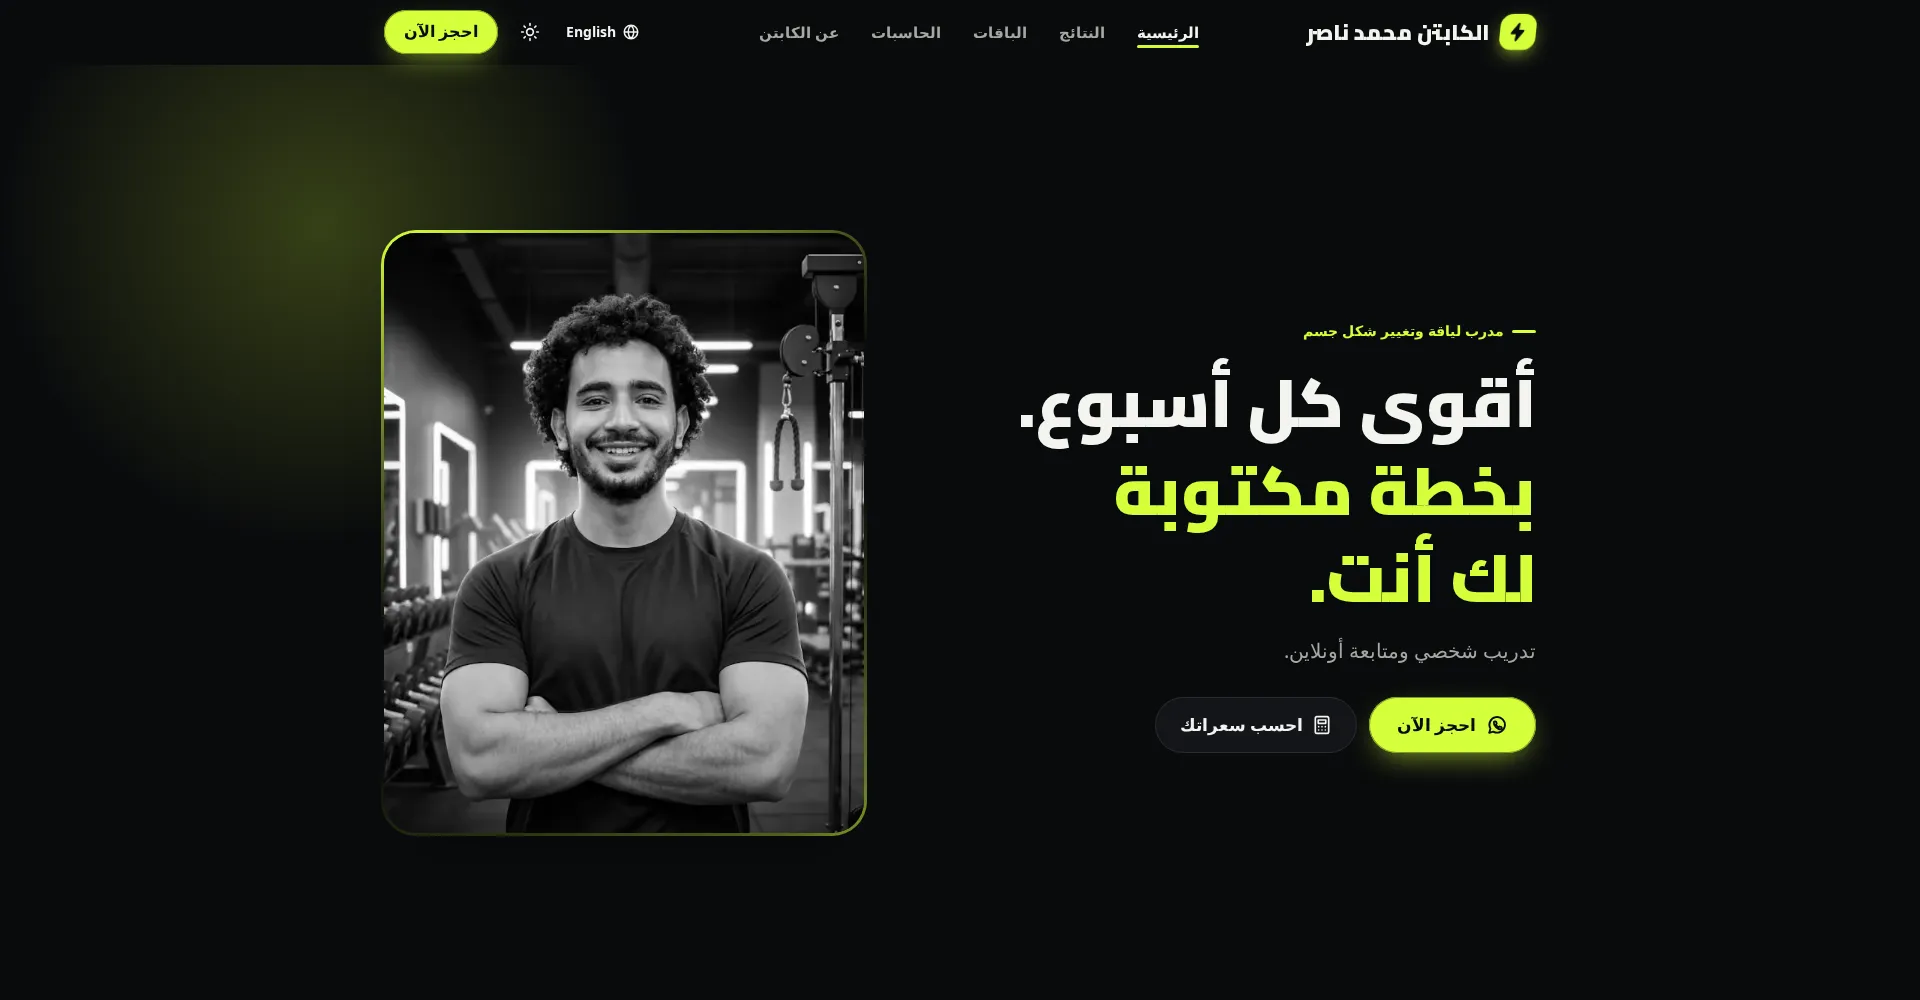 الكابتن محمد ناصر
الرئيسية
النتائج
الباقات
الحاسبات
عن الكابتن
English
احجز الآن
مدرب لياقة وتغيير شكل جسم
أقوى كل أسبوع.
بخطة مكتوبة
لك أنت.
تدريب شخصي ومتابعة أونلاين.
احجز الآن
احسب سعراتك